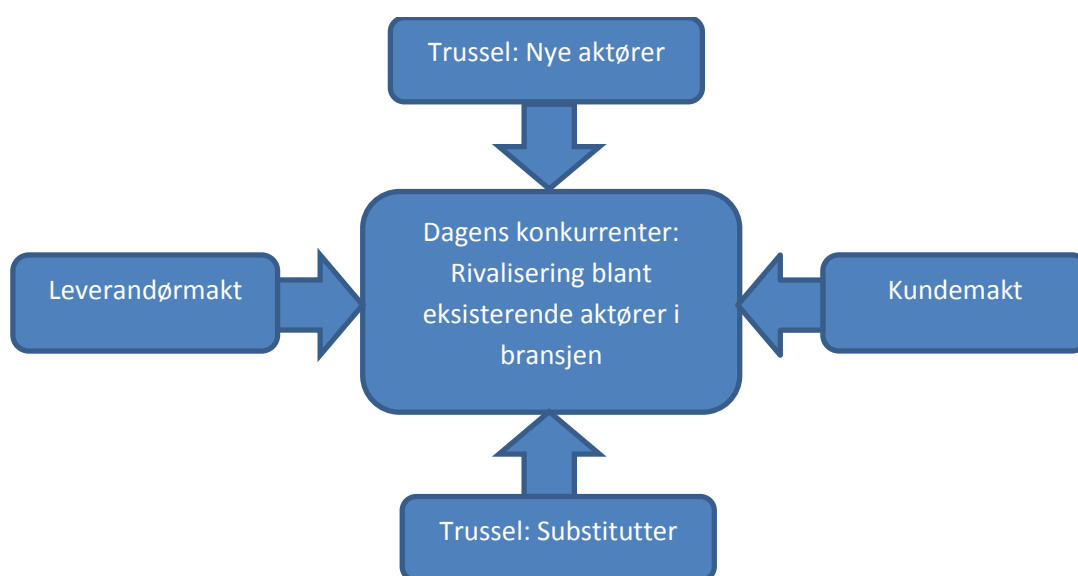 Trussel: Nye aktører
Leverandørmakt
Dagens konkurrenter:
Rivalisering blant
eksisterende aktører i
bransjen
Kundemakt
Trussel: Substitutter